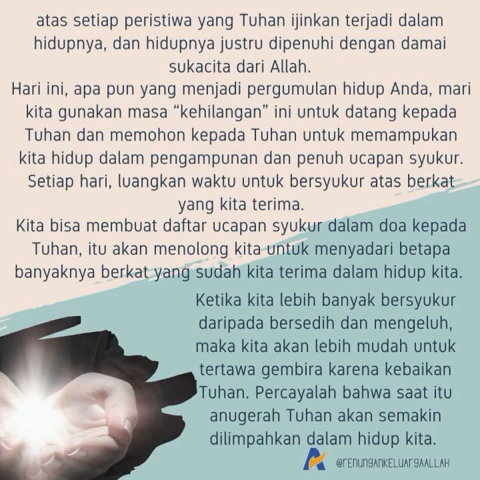 atas setiap peristiwa yang Tuhan ijinkan terjadi dalam
hidupnya, dan hidupnya justru dipenuhi dengan damai
sukacita dari Allah.
Hari ini, apa pun yang menjadi pergumulan hidup Anda, mari
kita gunakan masa “kehilangan” ini untuk datang kepada
Tuhan dan memohon kepada Tuhan untuk memampukan
kita hidup dalam pengampunan dan penuh ucapan syukur.
Setiap hari, luangkan waktu untuk bersyukur atas berkat
yang kita terima.
Kita bisa membuat daftar ucapan syukur dalam doa kepada
Tuhan, itu akan menolong kita untuk menyadari betapa
banyaknya berkat yang sudah kita terima dalam hidup kita.
Ketika kita lebih banyak bersyukur
daripada bersedih dan mengeluh,
maka kita akan lebih mudah untuk
tertawa gembira karena kebaikan
Tuhan. Percayalah bahwa saat itu
anugerah Tuhan akan semakin
dilimpahkan dalam hidup kita.
@RENUNGANKELUARGAALLAH